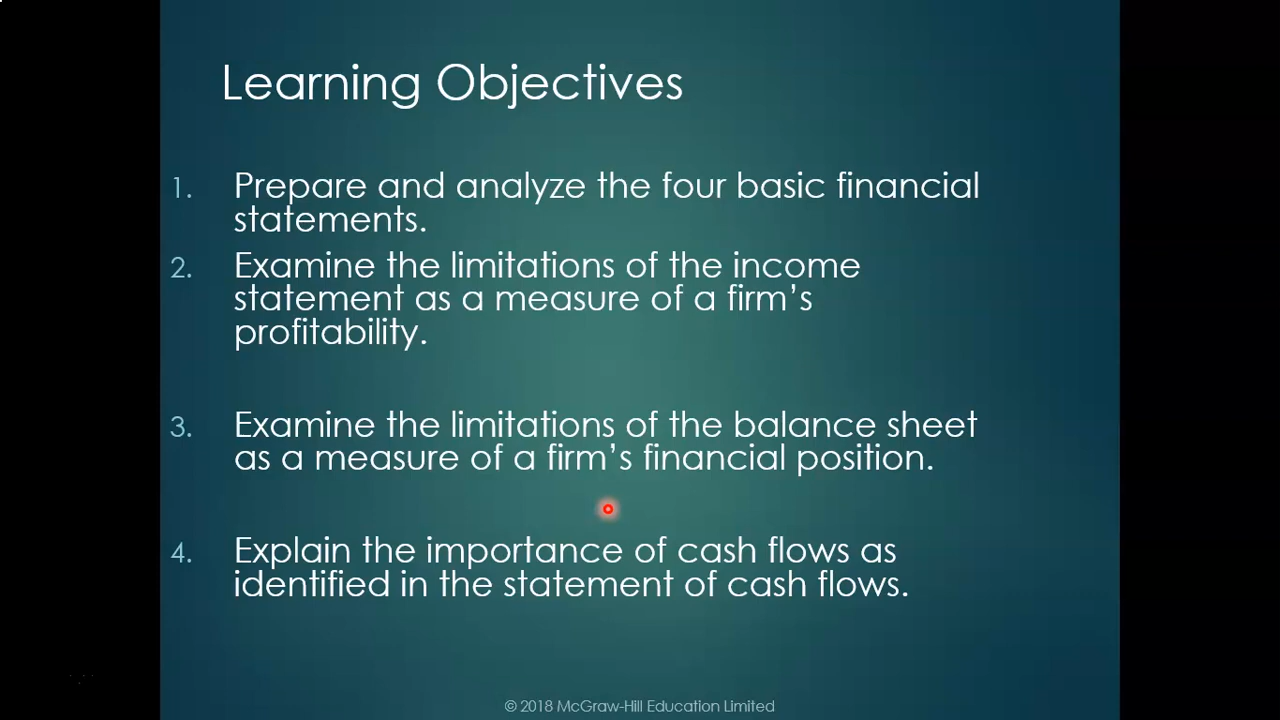 Learning Objectives
1. Prepare and analyze the four basic financial
statements.
2. Examine the limitations of the income
statement as a measure of a firm’s
profitability.
3. Examine the limitations of the balance sheet
as a measure of a firm’s financial position.
4. Explain the importance of cash flows as
identified in the statement of cash flows.
© 2018 McGraw-Hill Education Limited